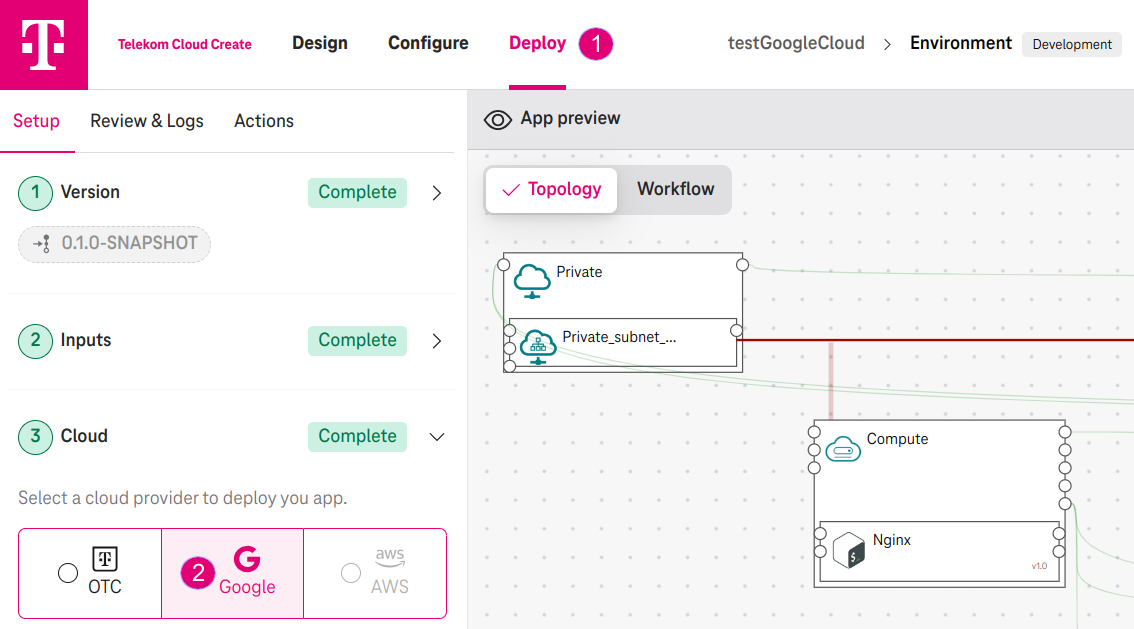 T
Telekom Cloud Create
Design
Configure
Deploy
1
testGoogleCloud
Environment
Development
Setup
Review & Logs
Actions
App preview
1
Version
Complete
0.1.0-SNAPSHOT
Topology
Workflow
Private
Private_subnet_...
2
Inputs
Complete
3
Cloud
Complete
Select a cloud provider to deploy you app.
T
OTC
2
G
Google
aws
AWS
Compute
Nginx
$_
v1.0